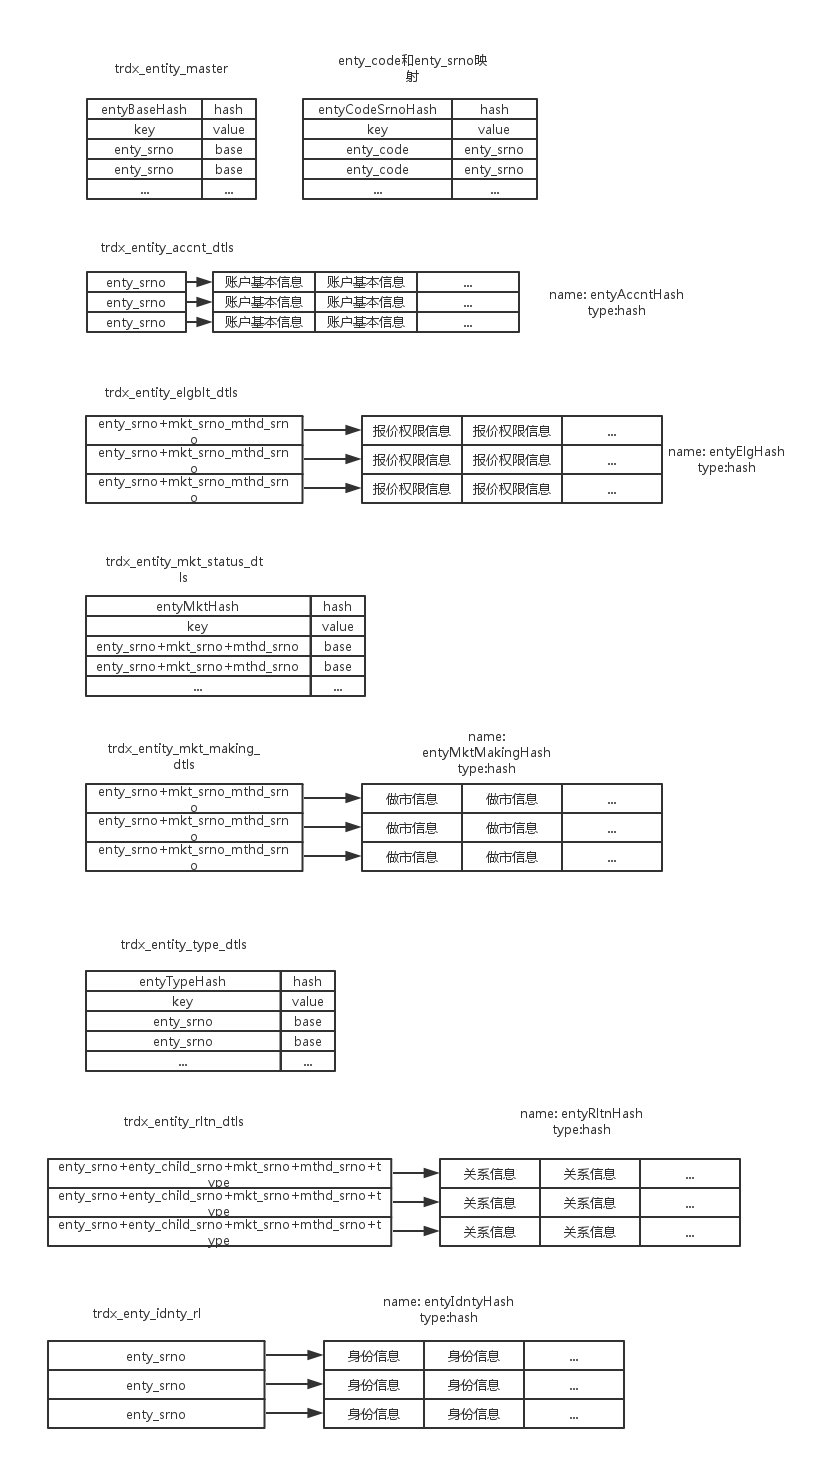 trdx_entity_master
enty_code和enty_srno映
射
entyBaseHash hash
key value
enty_srno base
enty_srno base
... ...
entyCodeSrnoHash hash
key value
enty_code enty_srno
enty_code enty_srno
... ...
trdx_entity_accnt_dtls
enty_srno 账户基本信息 账户基本信息 ...
enty_srno 账户基本信息 账户基本信息 ...
enty_srno 账户基本信息 账户基本信息 ...
name: entyAccntHash
type:hash
trdx_entity_elgblt_dtls
enty_srno+mkt_srno_mthd_srn
o
报价权限信息 报价权限信息 ...
enty_srno+mkt_srno_mthd_srn
o
报价权限信息 报价权限信息 ...
enty_srno+mkt_srno_mthd_srn
o
报价权限信息 报价权限信息 ...
name: entyElgHash
type:hash
trdx_entity_mkt_status_dt
ls
entyMktHash hash
key value
enty_srno+mkt_srno+mthd_srno base
enty_srno+mkt_srno+mthd_srno base
... ...
trdx_entity_mkt_making_
dtls
name:
entyMktMakingHash
type:hash
enty_srno+mkt_srno_mthd_srn
o
做市信息 做市信息 ...
enty_srno+mkt_srno_mthd_srn
o
做市信息 做市信息 ...
enty_srno+mkt_srno_mthd_srn
o
做市信息 做市信息 ...
trdx_entity_type_dtls
entyTypeHash hash
key value
enty_srno base
enty_srno base
... ...
trdx_entity_rltn_dtls
name: entyRltnHash
type:hash
enty_srno+enty_child_srno+mkt_srno+mthd_srno+t
ype
关系信息 关系信息 ...
enty_srno+enty_child_srno+mkt_srno+mthd_srno+t
ype
关系信息 关系信息 ...
enty_srno+enty_child_srno+mkt_srno+mthd_srno+t
ype
关系信息 关系信息 ...
trdx_enty_idnty_rl
name: entyIdntyHash
type:hash
enty_srno 身份信息 身份信息 ...
enty_srno 身份信息 身份信息 ...
enty_srno 身份信息 身份信息 ...